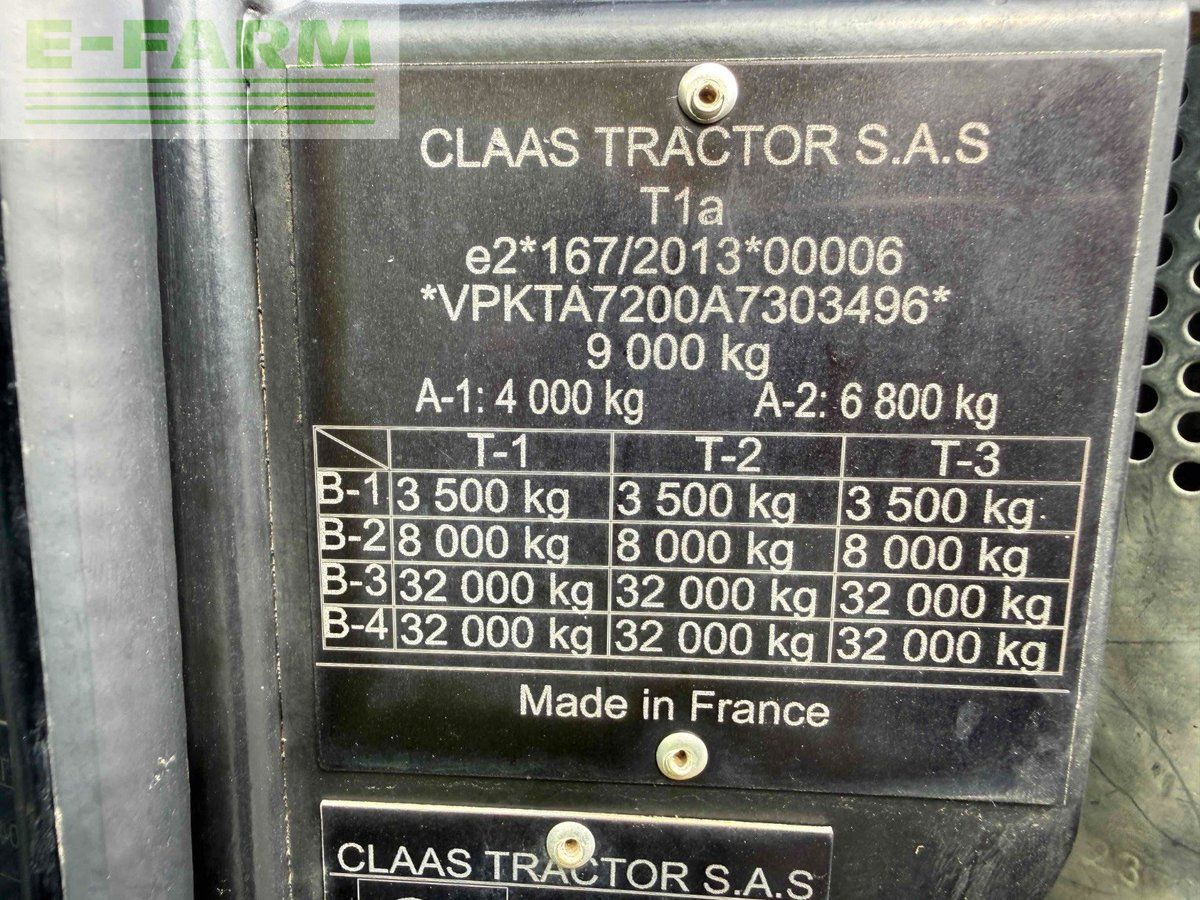 E-FARM
CLAAS TRACTOR S.A.S
T1a
e2*167/2013*00006
*VPKTA7200A7303496*
9 000 kg
A-1: 4 000 kg A-2: 6 800 kg
T-1 T-2 T-3
B-1 3 500 kg 3 500 kg 3 500 kg
B-2 8 000 kg 8 000 kg 8 000 kg
B-3 32 000 kg 32 000 kg 32 000 kg
B-4 32 000 kg 32 000 kg 32 000 kg
Made in France
CLAAS TRACTOR S.A.S